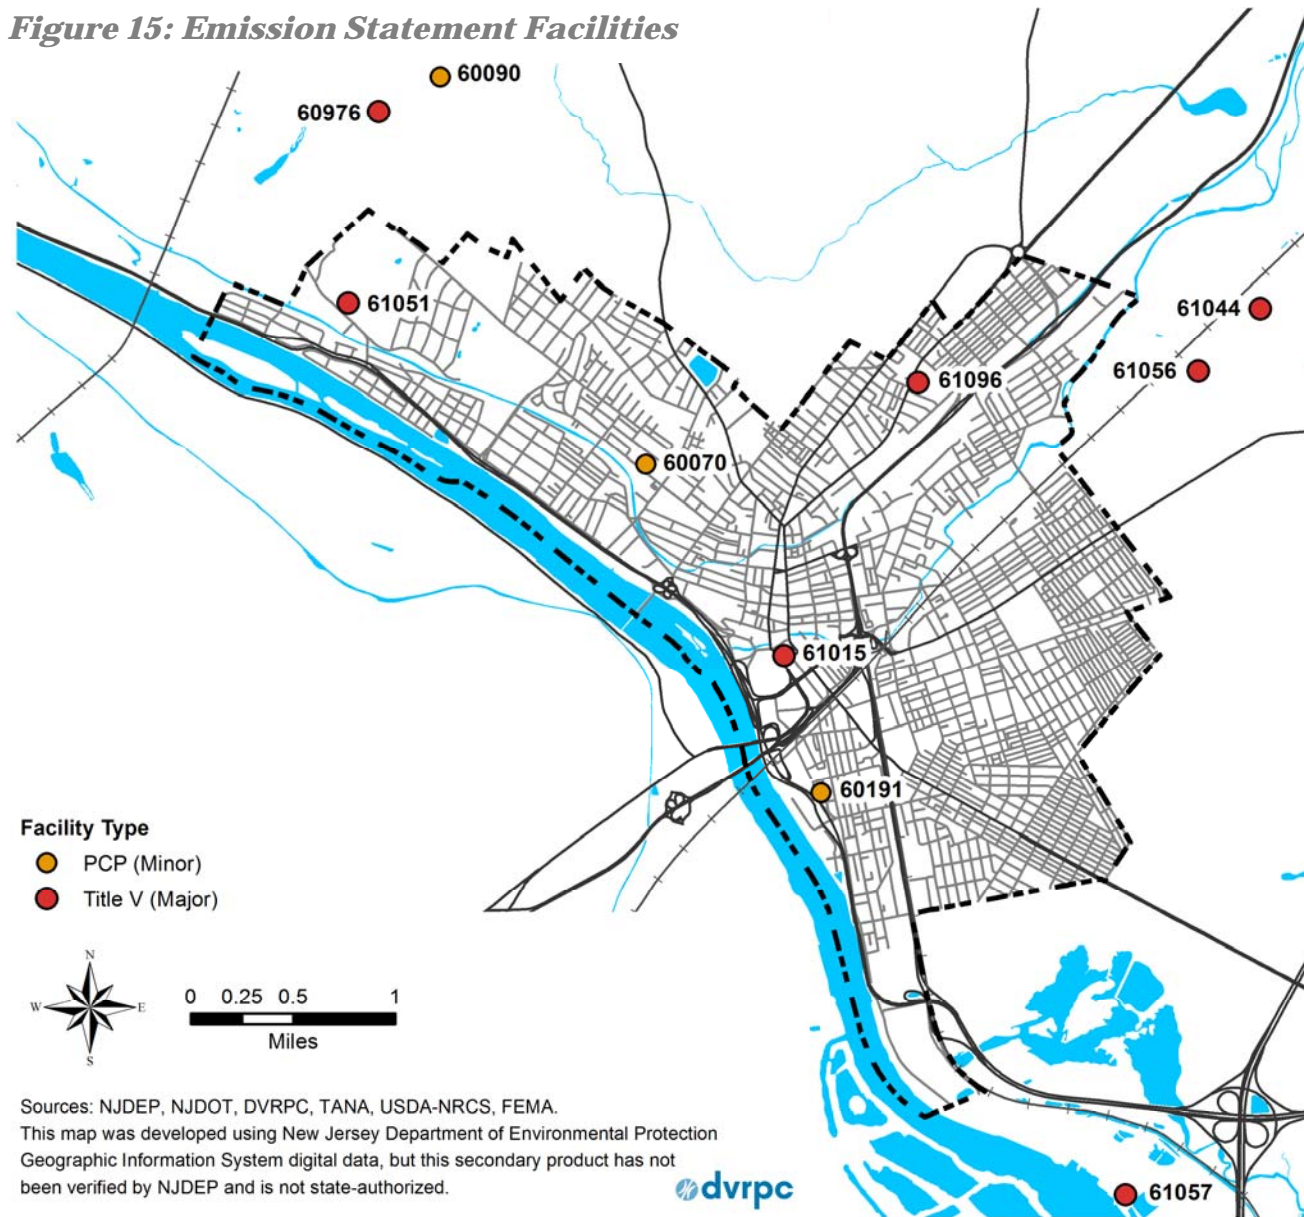 Figure 15: Emission Statement Facilities
60090
60976
61051
61044
61056
61096
60070
61015
60191
Facility Type
PCP (Minor)
Title V (Major)
N
W E
S
0 0.25 0.5 1
Miles
Sources: NJDEP, NJDOT, DVRPC, TANA, USDA-NRCS, FEMA.
This map was developed using New Jersey Department of Environmental Protection
Geographic Information System digital data, but this secondary product has not
been verified by NJDEP and is not state-authorized.
dvrpc
61057